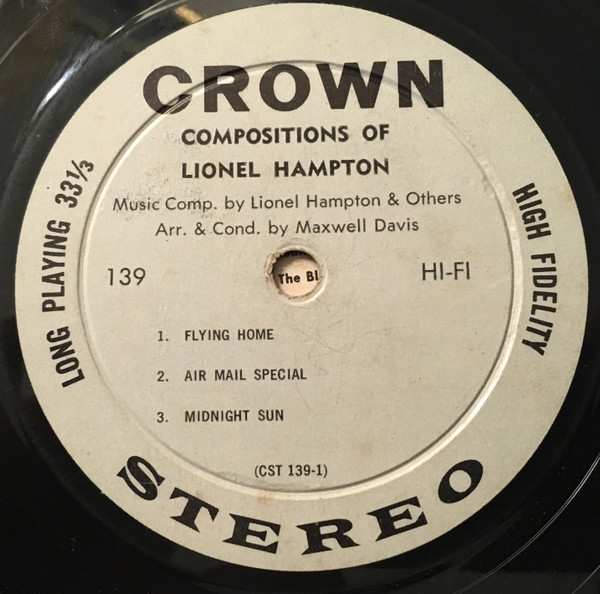 CROWN
COMPOSITIONS OF
LIONEL HAMPTON
Music Comp. by Lionel Hampton & Others
Arr. & Cond. by Maxwell Davis
LONG PLAYING 33⅓
HIGH FIDELITY
139
The Bl
HI-FI
1. FLYING HOME
2. AIR MAIL SPECIAL
3. MIDNIGHT SUN
(CST 139-1)
STEREO